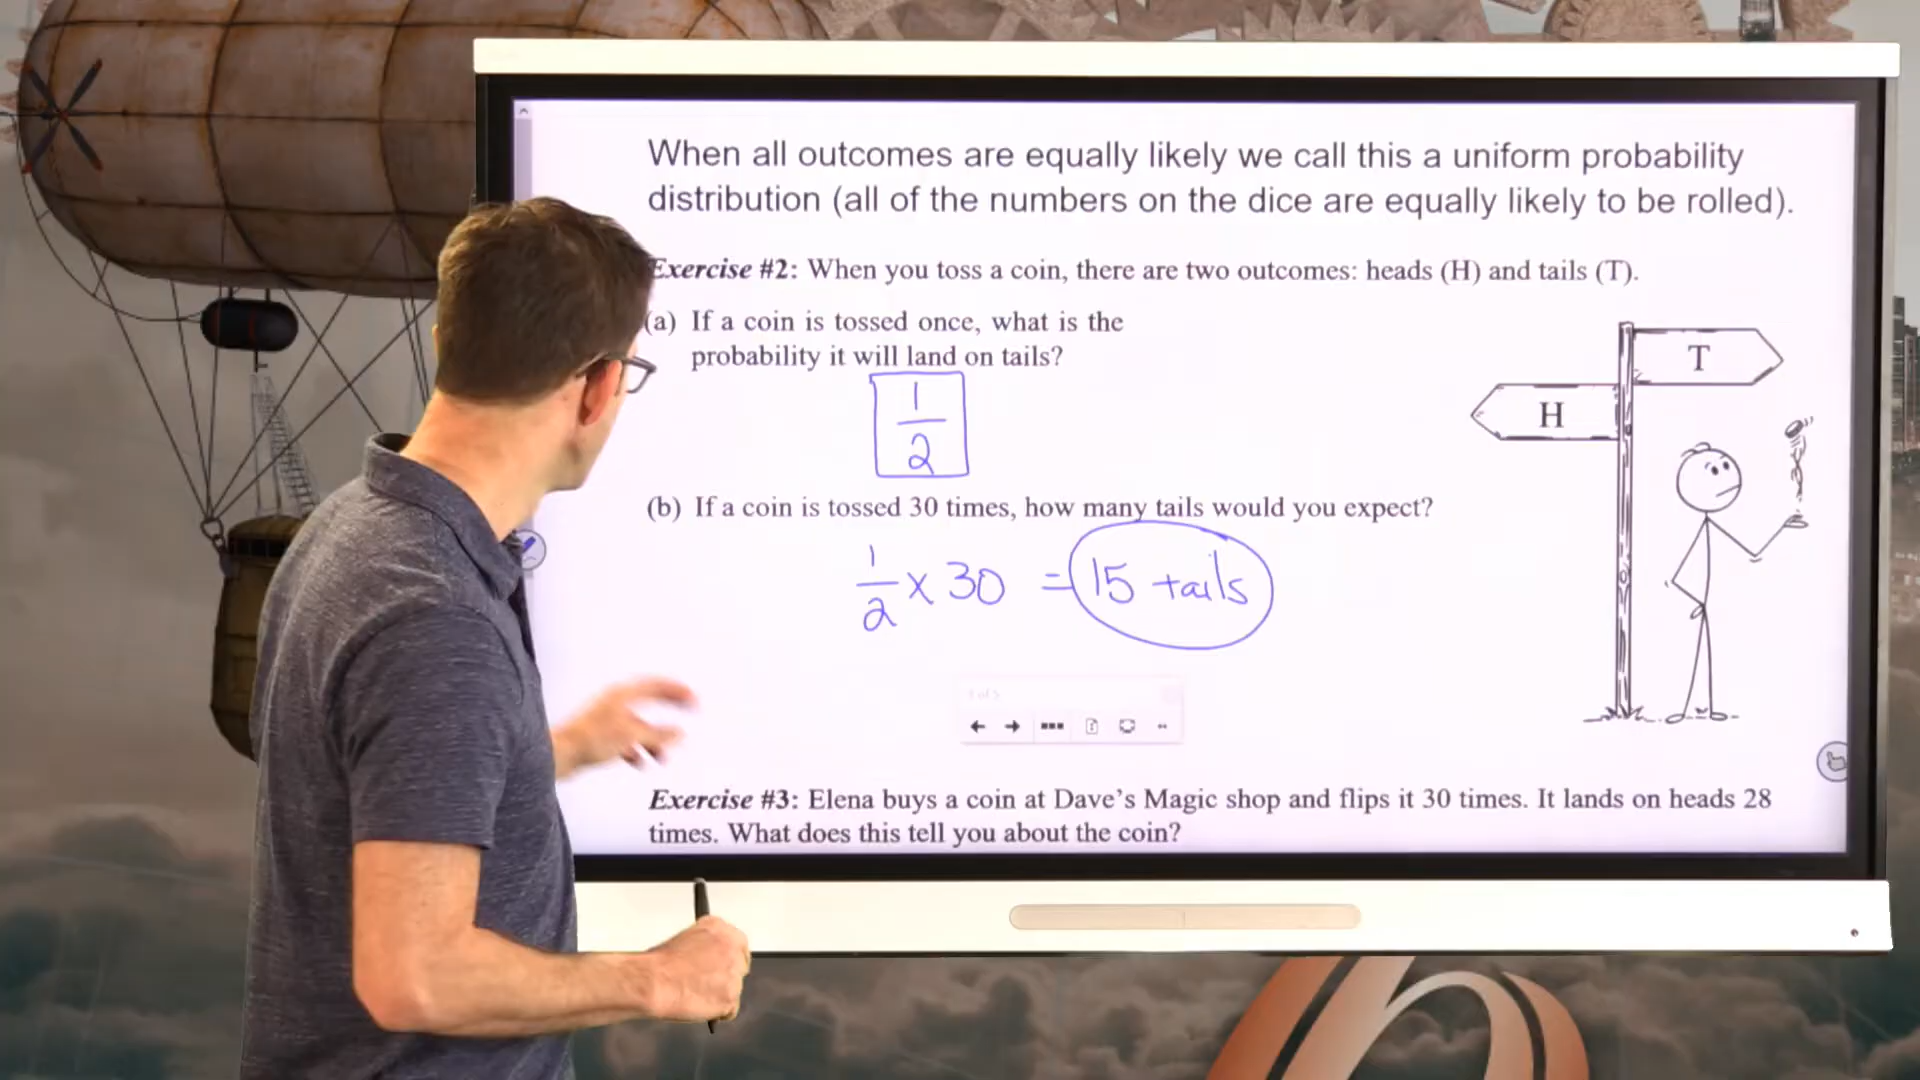 When all outcomes are equally likely we call this a uniform probability
distribution (all of the numbers on the dice are equally likely to be rolled).
Exercise #2: When you toss a coin, there are two outcomes: heads (H) and tails (T).
(a) If a coin is tossed once, what is the
probability it will land on tails?
1
2
T
H
(b) If a coin is tossed 30 times, how many tails would you expect?
1/2 x 30 = 15 tails
Exercise #3: Elena buys a coin at Dave's Magic shop and flips it 30 times. It lands on heads 28
times. What does this tell you about the coin?